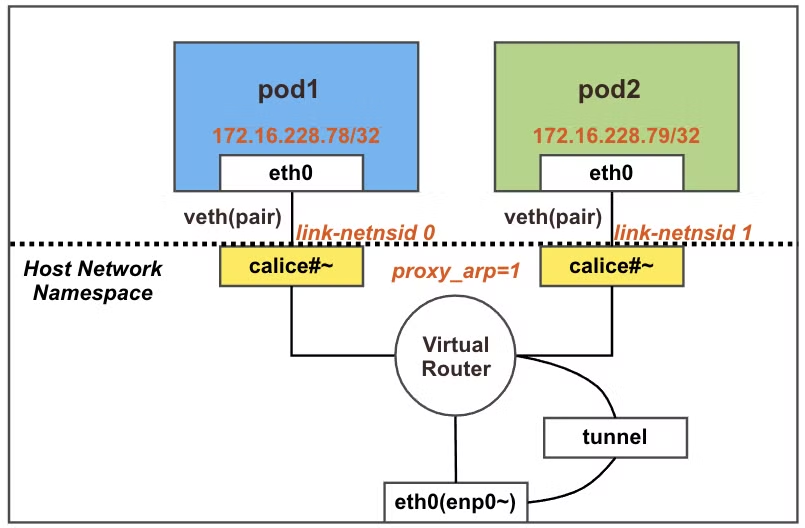 pod1
pod2
172.16.228.78/32
172.16.228.79/32
eth0
eth0
veth(pair)
veth(pair)
link-netnsid 0
link-netnsid 1
Host Network
Namespace
calice#~
proxy_arp=1
calice#~
Virtual
Router
tunnel
eth0(enp0~)